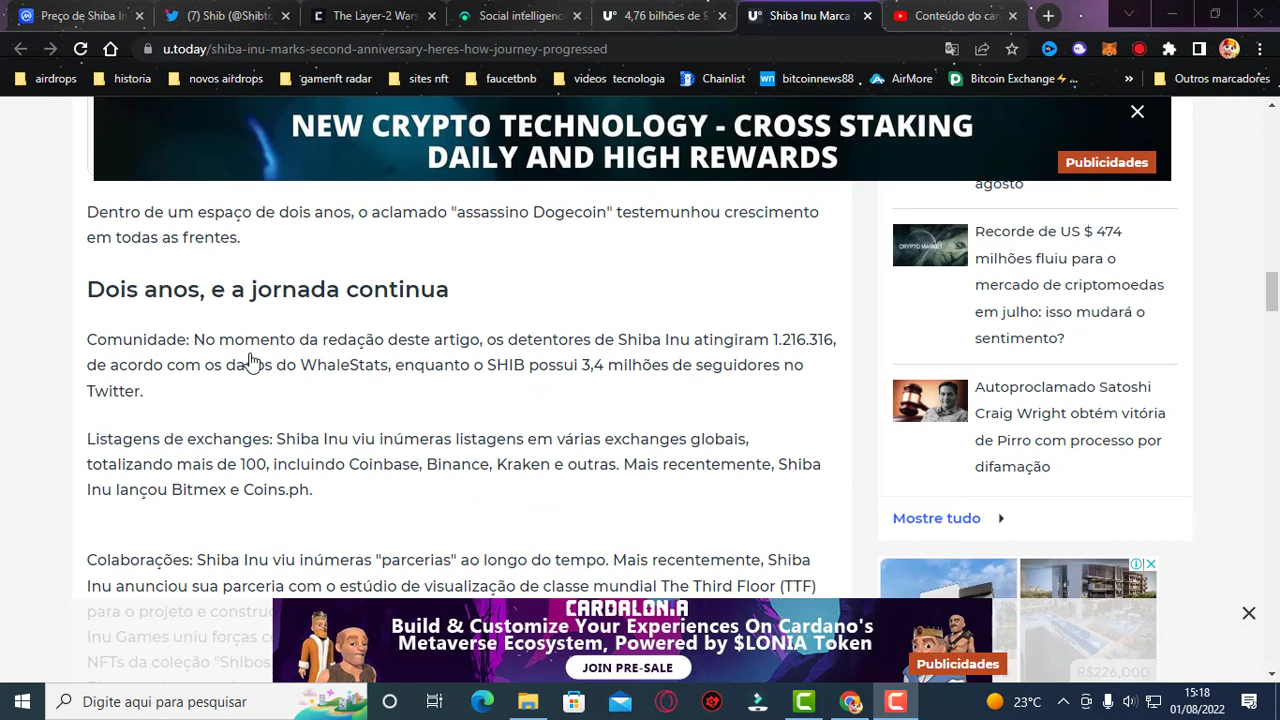 Preço de Shiba Inu
(7) Shib (@Shibt
The Layer-2 Wars
Social intelligenc
4,76 bilhões de S
Shiba Inu Marca
Conteúdo do can
u.today/shiba-inu-marks-second-anniversary-heres-how-journey-progressed
airdrops
historia
novos airdrops
'gamenft radar
sites nft
faucetbnb
videos tecnologia
Chainlist
wn
bitcoinnews88
AirMore
Bitcoin Exchange
»
Outros marcadores
NEW CRYPTO TECHNOLOGY - CROSS STAKING
DAILY AND HIGH REWARDS
Publicidades
Dentro de um espaço de dois anos, o aclamado "assassino Dogecoin" testemunhou crescimento
em todas as frentes.
Dois anos, e a jornada continua
Comunidade: No momento da redação deste artigo, os detentores de Shiba Inu atingiram 1.216.316,
de acordo com os dados do WhaleStats, enquanto o SHIB possui 3,4 milhões de seguidores no
Twitter.
Listagens de exchanges: Shiba Inu viu inúmeras listagens em várias exchanges globais,
totalizando mais de 100, incluindo Coinbase, Binance, Kraken e outras. Mais recentemente, Shiba
Inu lançou Bitmex e Coins.ph.
Colaborações: Shiba Inu viu inúmeras "parcerias" ao longo do tempo. Mais recentemente, Shiba
Inu anunciou sua parceria com o estúdio de visualização de classe mundial The Third Floor (TTF)
para o projeto e construç
Inu Games uniu forças c
NFTs da coleção "Shibos
agosto
CRYPTO MARKET
Recorde de US $ 474
milhões fluiu para o
mercado de criptomoedas
em julho: isso mudará o
sentimento?
Autoproclamado Satoshi
Craig Wright obtém vitória
de Pirro com processo por
difamação
Mostre tudo
R$226,000
CARDALON.A
Build & Customize Your Experiences On Cardano's
Metaverse Ecosystem, Powered by $LONIA Token
JOIN PRE-SALE
Publicidades
Digite aqui para pesquisar
23°C
15:18
01/08/2022